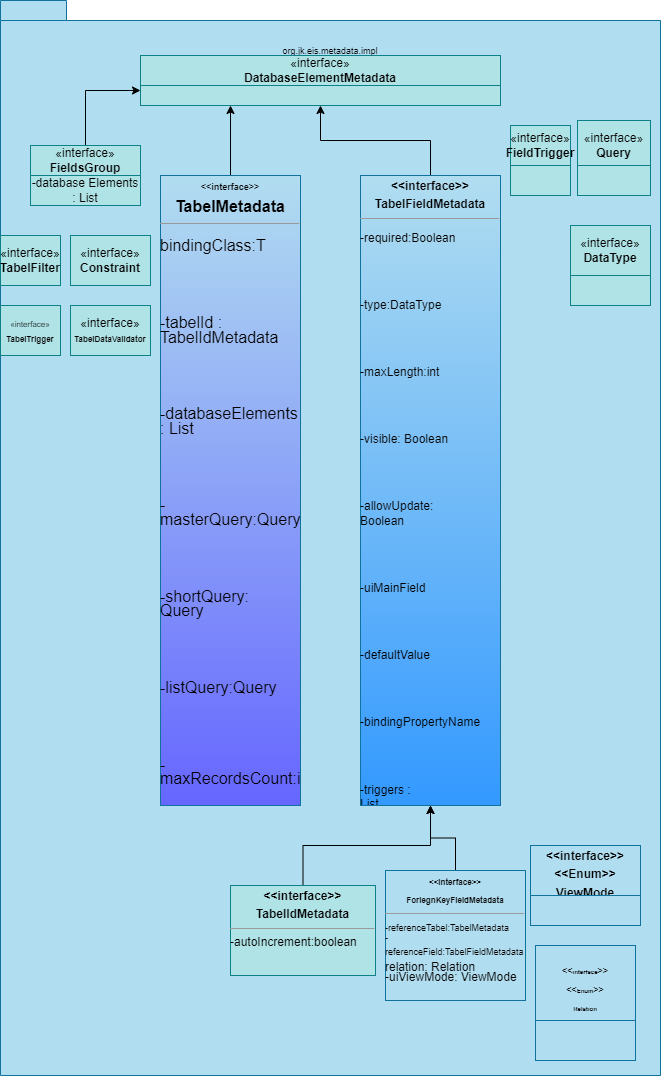 org.jk.eis.metadata.impl
«interface»
DatabaseElementMetadata
«interface»
FieldsGroup
-database Elements
: List
«interface»
FieldTrigger
«interface»
Query
«interface»
DataType
«interface»
TabelFilter
«interface»
Constraint
«interface»
TabelTrigger
«interface»
TabelDataValidator
<<interface>>
TabelMetadata
bindingClass:T
-tabelId :
TabelIdMetadata
-databaseElements
: List
-
masterQuery:Query
-shortQuery:
Query
-listQuery:Query
-
maxRecordsCount:i
<<interface>>
TabelFieldMetadata
-required:Boolean
-type:DataType
-maxLength:int
-visible: Boolean
-allowUpdate:
Boolean
-uiMainField
-defaultValue
-bindingPropertyName
-triggers :
List
<<interface>>
TabelIdMetadata
-autoIncrement:boolean
<<interface>>
ForiegnKeyFieldMetadata
-referenceTabel:TabelMetadata
-
referenceField:TabelFieldMetadata
relation: Relation
-uiViewMode: ViewMode
<<interface>>
<<Enum>>
ViewMode
<<interface>>
<<Enum>>
Relation